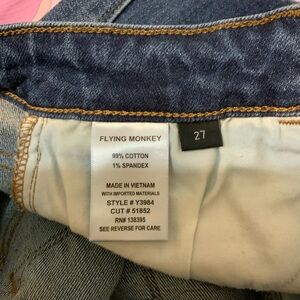 FLYING MONKEY
27
99% COTTON
1% SPANDEX
MADE IN VIETNAM
WITH IMPORTED MATERIALS
STYLE # Y3984
CUT # 51852
RN# 138395
SEE REVERSE FOR CARE